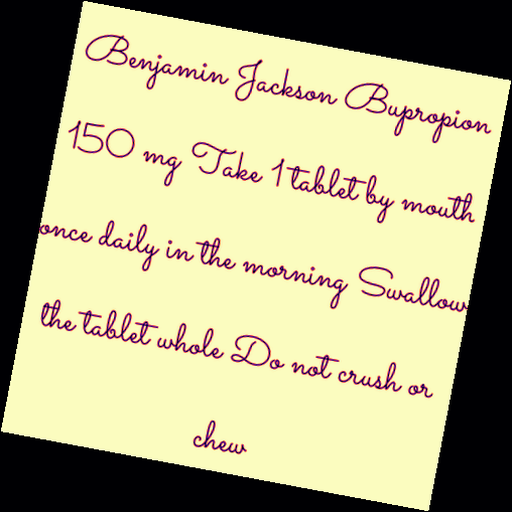 Benjamin Jackson Bupropion
150 mg Take 1 tablet by mouth
once daily in the morning Swallow
the tablet whole Do not crush or
chew